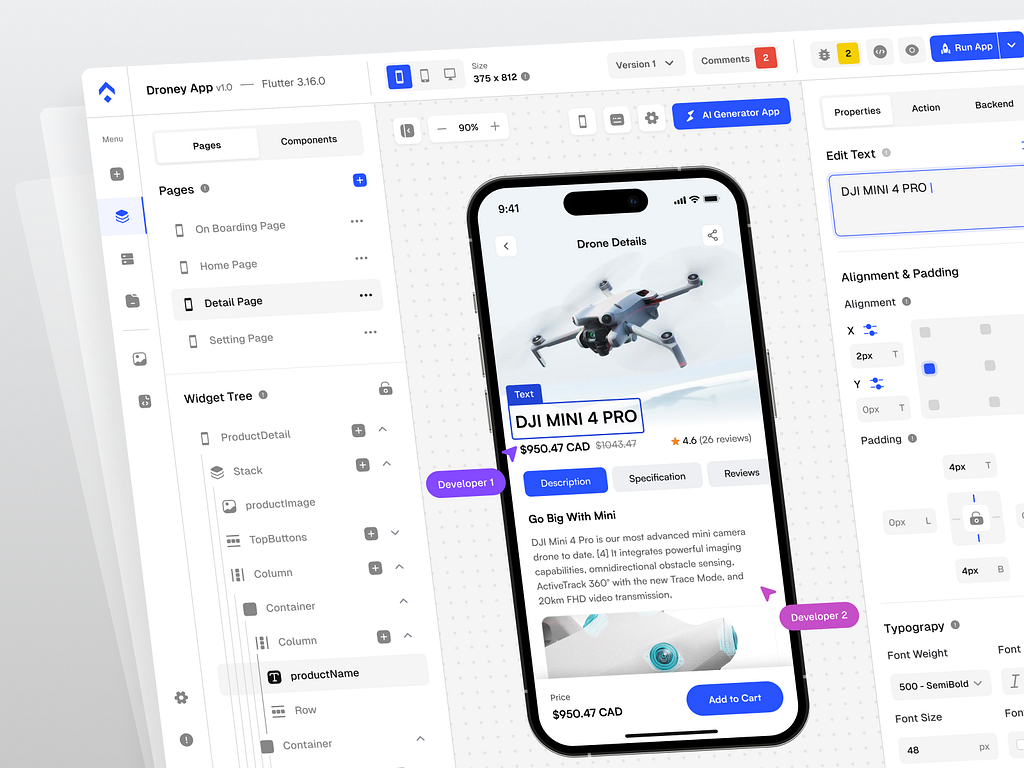 Droney App v1.0 — Flutter 3.16.0
Size
375 x 812
Version 1
Comments 2
2
Run App
Menu
Pages
Components
Pages
On Boarding Page
Home Page
Detail Page
Setting Page
Widget Tree
ProductDetail
Stack
productImage
TopButtons
Column
Container
Column
productName
Row
Container
90%
AI Generator App
9:41
Drone Details
Text
DJI MINI 4 PRO
$950.47 CAD $1043.47
4.6 (26 reviews)
Developer 1
Description
Specification
Reviews
Go Big With Mini
DJI Mini 4 Pro is our most advanced mini camera
drone to date. [4] It integrates powerful imaging
capabilities, omnidirectional obstacle sensing,
ActiveTrack 360° with the new Trace Mode, and
20km FHD video transmission.
Developer 2
Price
$950.47 CAD
Add to Cart
Properties
Action
Backend
Edit Text
DJI MINI 4 PRO
Alignment & Padding
Alignment
X
2px T
Y
0px T
Padding
4px T
0px L
4px B
Typograpy
Font Weight
Font
500 - SemiBold
Font Size
48 px